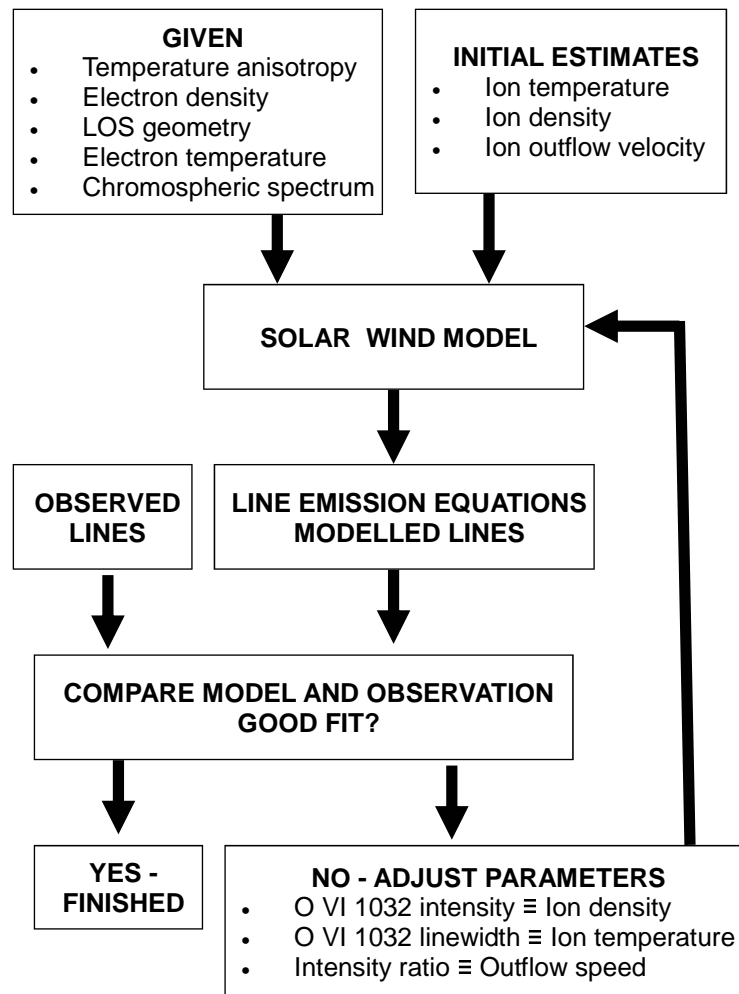 GIVEN
• Temperature anisotropy
• Electron density
• LOS geometry
• Electron temperature
• Chromospheric spectrum
INITIAL ESTIMATES
• Ion temperature
• Ion density
• Ion outflow velocity
SOLAR WIND MODEL
OBSERVED
LINES
LINE EMISSION EQUATIONS
MODELLED LINES
COMPARE MODEL AND OBSERVATION
GOOD FIT?
YES -
FINISHED
NO - ADJUST PARAMETERS
• O VI 1032 intensity ≡ Ion density
• O VI 1032 linewidth ≡ Ion temperature
• Intensity ratio ≡ Outflow speed